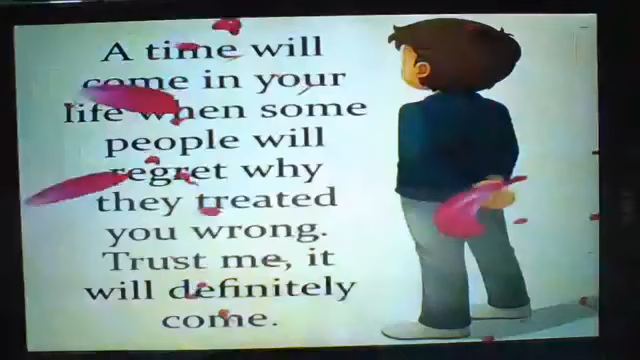 A time will
come in your
life when some
people will
regret why
they treated
you wrong.
Trust me, it
will definitely
come.